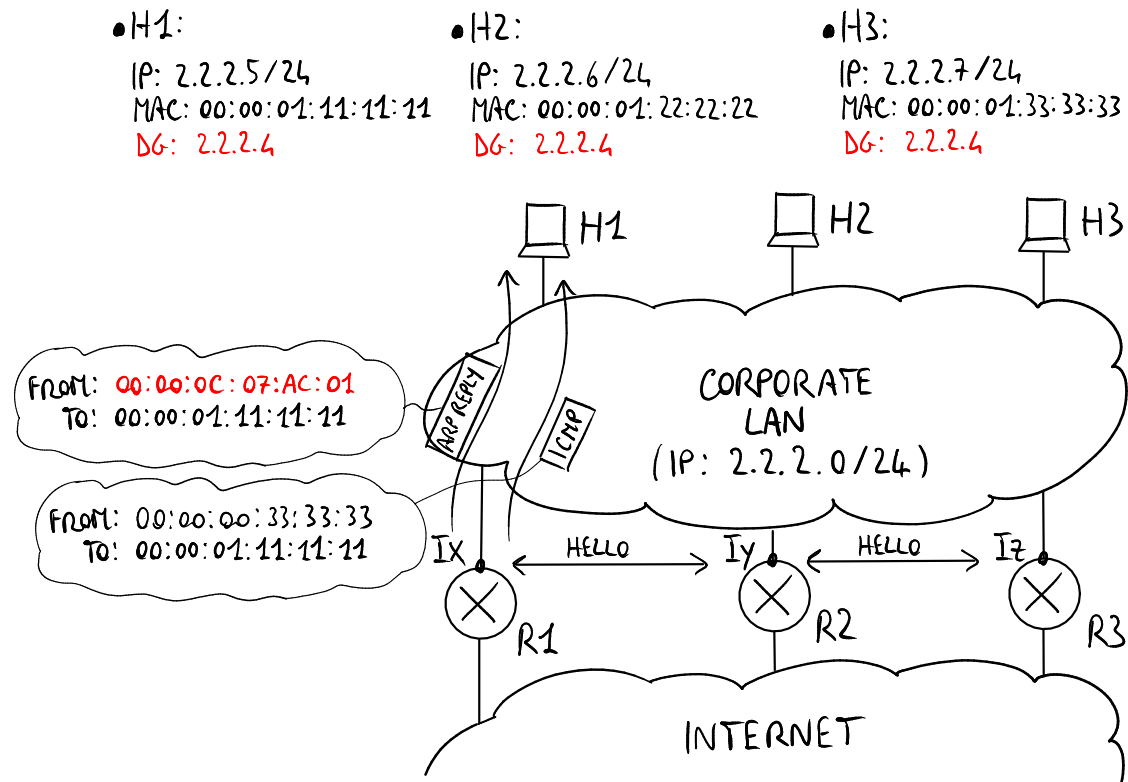 •H1:
IP: 2.2.2.5/24
MAC: 00:00:01:11:11:11
DG: 2.2.2.4
•H2:
IP: 2.2.2.6/24
MAC: 00:00:01:22:22:22
DG: 2.2.2.4
•H3:
IP: 2.2.2.7/24
MAC: 00:00:01:33:33:33
DG: 2.2.2.4
H1
H2
H3
FROM: 00:00:0C:07:AC:01
TO: 00:00:01:11:11:11
ARP REPLY
ICMP
CORPORATE
LAN
(IP: 2.2.2.0/24)
FROM: 00:00:00:33:33:33
TO: 00:00:01:11:11:11
Ix
HELLO
Iy
HELLO
Iz
R1
R2
R3
INTERNET